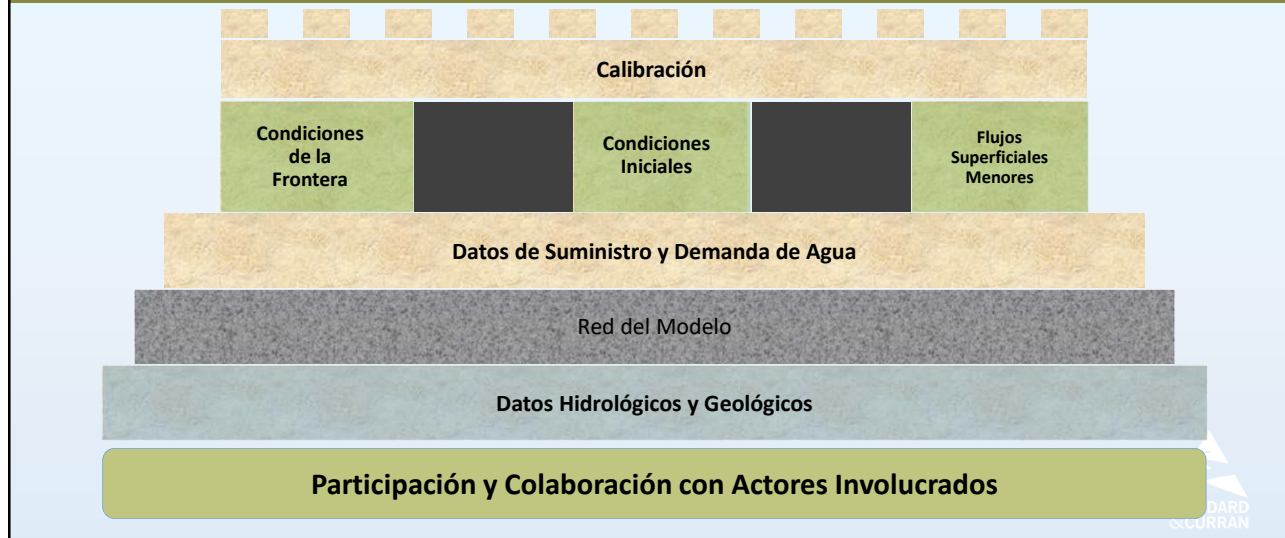 Calibración
Condiciones
de la
Frontera
Condiciones
Iniciales
Flujos
Superficiales
Menores
Datos de Suministro y Demanda de Agua
Red del Modelo
Datos Hidrológicos y Geológicos
Participación y Colaboración con Actores Involucrados
&CURRAN